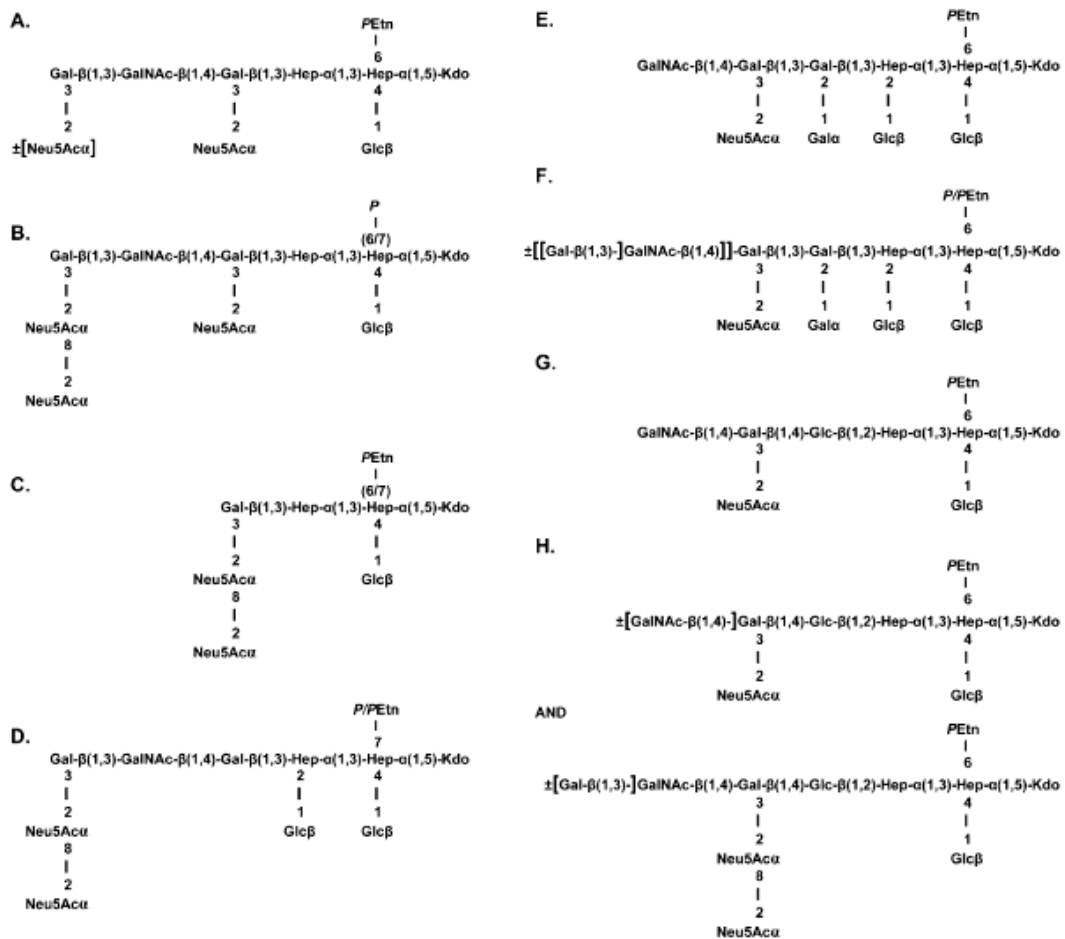 A.
PEtn
6
Gal-β(1,3)-GalNAc-β(1,4)-Gal-β(1,3)-Hep-α(1,3)-Hep-α(1,5)-Kdo
3 3 4
2 2 1
±[Neu5Acα] Neu5Acα Glcβ
B.
P
(6/7)
Gal-β(1,3)-GalNAc-β(1,4)-Gal-β(1,3)-Hep-α(1,3)-Hep-α(1,5)-Kdo
3 3 4
2 2 1
Neu5Acα Neu5Acα Glcβ
8
2
Neu5Acα
C.
PEtn
(6/7)
Gal-β(1,3)-Hep-α(1,3)-Hep-α(1,5)-Kdo
3 4
2 1
Neu5Acα Glcβ
8
2
Neu5Acα
D.
P/PEtn
7
Gal-β(1,3)-GalNAc-β(1,4)-Gal-β(1,3)-Hep-α(1,3)-Hep-α(1,5)-Kdo
3 2 4
2 1 1
Neu5Acα Glcβ Glcβ
8
2
Neu5Acα
E.
PEtn
6
GalNAc-β(1,4)-Gal-β(1,3)-Gal-β(1,3)-Hep-α(1,3)-Hep-α(1,5)-Kdo
3 2 2 4
2 1 1 1
Neu5Acα Galα Glcβ Glcβ
F.
P/PEtn
6
±[[Gal-β(1,3)-]GalNAc-β(1,4)]]-Gal-β(1,3)-Gal-β(1,3)-Hep-α(1,3)-Hep-α(1,5)-Kdo
3 2 2 4
2 1 1 1
Neu5Acα Galα Glcβ Glcβ
G.
PEtn
6
GalNAc-β(1,4)-Gal-β(1,4)-Glc-β(1,2)-Hep-α(1,3)-Hep-α(1,5)-Kdo
3 4
2 1
Neu5Acα Glcβ
H.
PEtn
6
±[GalNAc-β(1,4)-]Gal-β(1,4)-Glc-β(1,2)-Hep-α(1,3)-Hep-α(1,5)-Kdo
3 4
2 1
Neu5Acα Glcβ
AND
PEtn
6
±[Gal-β(1,3)-]GalNAc-β(1,4)-Gal-β(1,4)-Glc-β(1,2)-Hep-α(1,3)-Hep-α(1,5)-Kdo
3 4
2 1
Neu5Acα Glcβ
8
2
Neu5Acα